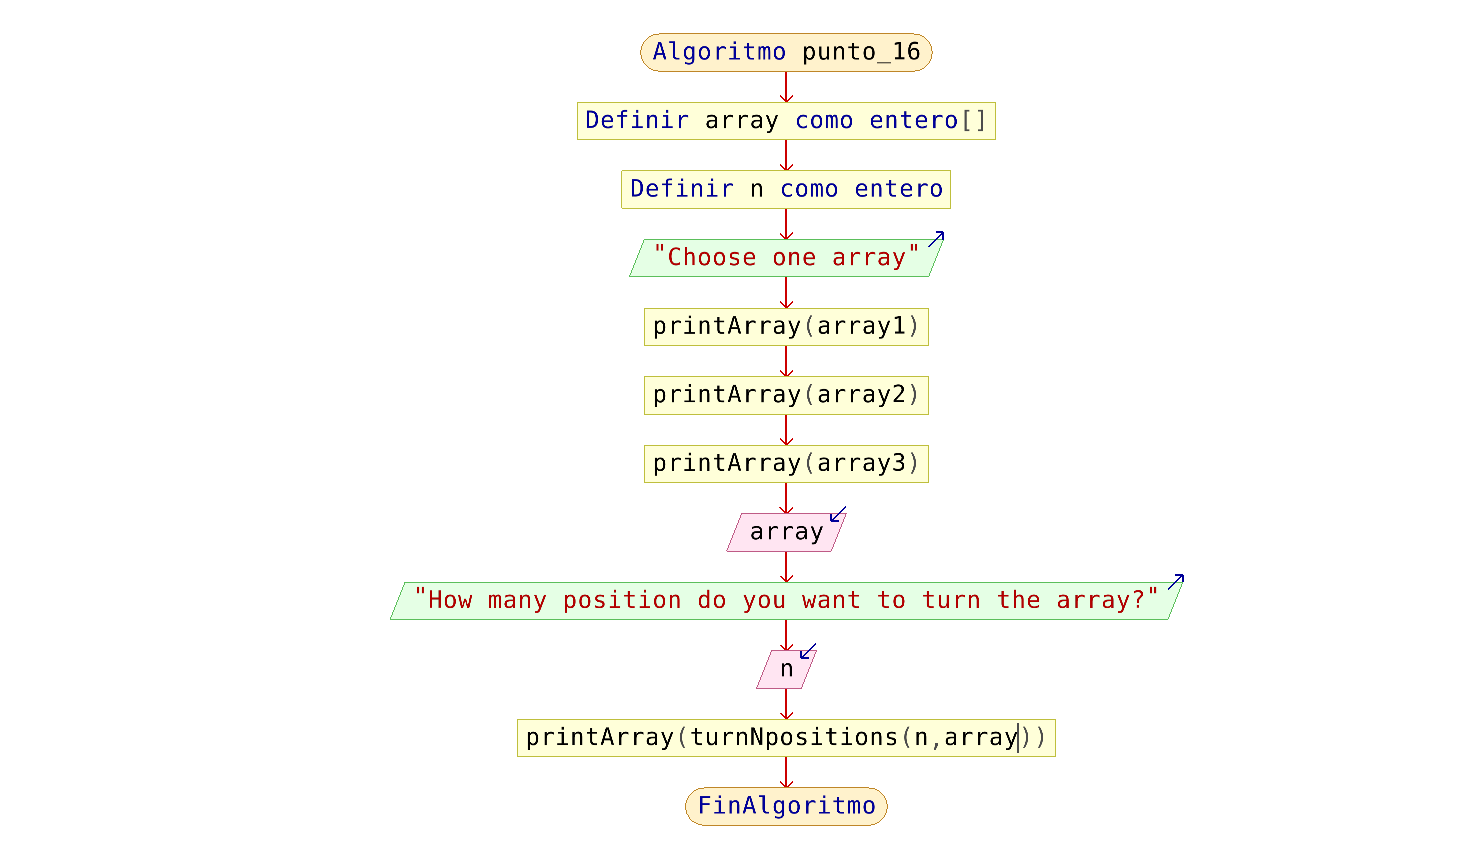 Algoritmo punto_16
Definir array como entero[]
Definir n como entero
"Choose one array"
printArray(array1)
printArray(array2)
printArray(array3)
array
"How many position do you want to turn the array?"
n
printArray(turnNpositions(n,array))
FinAlgoritmo